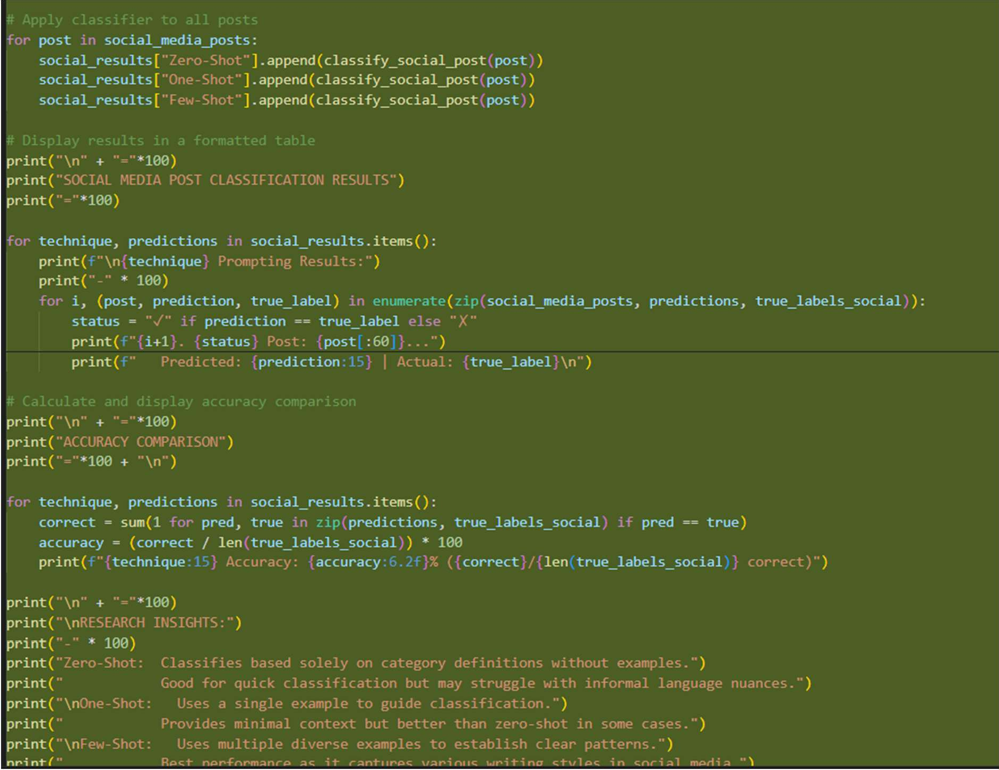 # Apply classifier to all posts
for post in social_media_posts:
    social_results["Zero-Shot"].append(classify_social_post(post))
    social_results["One-Shot"].append(classify_social_post(post))
    social_results["Few-Shot"].append(classify_social_post(post))

# Display results in a formatted table
print("\n" + "="*100)
print("SOCIAL MEDIA POST CLASSIFICATION RESULTS")
print("="*100)

for technique, predictions in social_results.items():
    print(f"\n{technique} Prompting Results:")
    print("-" * 100)
    for i, (post, prediction, true_label) in enumerate(zip(social_media_posts, predictions, true_labels_social)):
        status = "✓" if prediction == true_label else "✗"
        print(f"{i+1}. {status} Post: {post[:60]}...")
        print(f"   Predicted: {prediction:15} | Actual: {true_label}\n")

# Calculate and display accuracy comparison
print("\n" + "="*100)
print("ACCURACY COMPARISON")
print("="*100 + "\n")

for technique, predictions in social_results.items():
    correct = sum(1 for pred, true in zip(predictions, true_labels_social) if pred == true)
    accuracy = (correct / len(true_labels_social)) * 100
    print(f"{technique:15} Accuracy: {accuracy:6.2f}% ({correct}/{len(true_labels_social)} correct)")

print("\n" + "="*100)
print("\nRESEARCH INSIGHTS:")
print("-" * 100)
print("Zero-Shot:  Classifies based solely on category definitions without examples.")
print("            Good for quick classification but may struggle with informal language nuances.")
print("\nOne-Shot:   Uses a single example to guide classification.")
print("            Provides minimal context but better than zero-shot in some cases.")
print("\nFew-Shot:   Uses multiple diverse examples to establish clear patterns.")
print("            Best performance as it captures various writing styles in social media.")